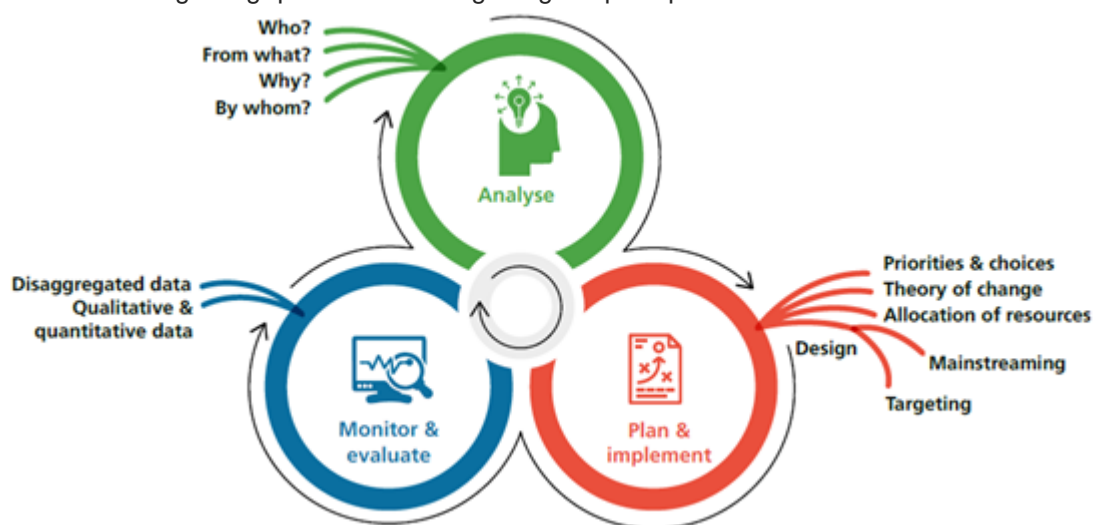 Who?
From what?
Why?
By whom?
Analyse
Disaggregated data
Qualitative &
quantitative data
Monitor &
evaluate
Priorities & choices
Theory of change
Allocation of resources
Design
Mainstreaming
Targeting
Plan &
implement